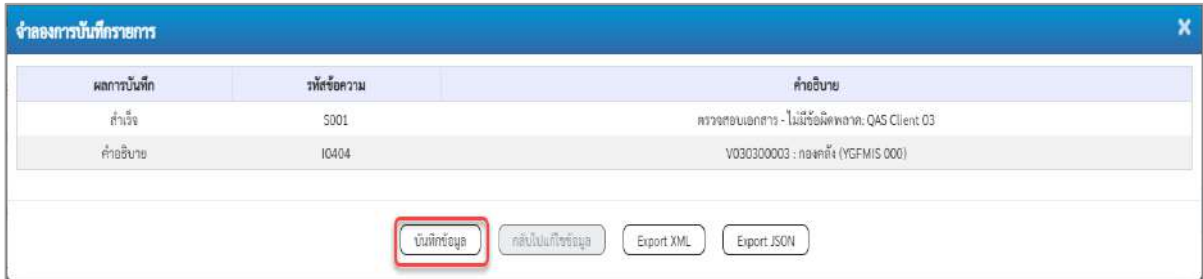 จำลองการบันทึกรายการ X
ผลการบันทึก รหัสข้อความ คำอธิบาย
สำเร็จ S001 ตรวจสอบเอกสาร - ไม่มีข้อผิดพลาด: QAS Client 03
คำอธิบาย I0404 V030300003 : กองคลัง (YGFMIS 000)
บันทึกข้อมูล กลับไปแก้ไขข้อมูล Export XML Export JSON